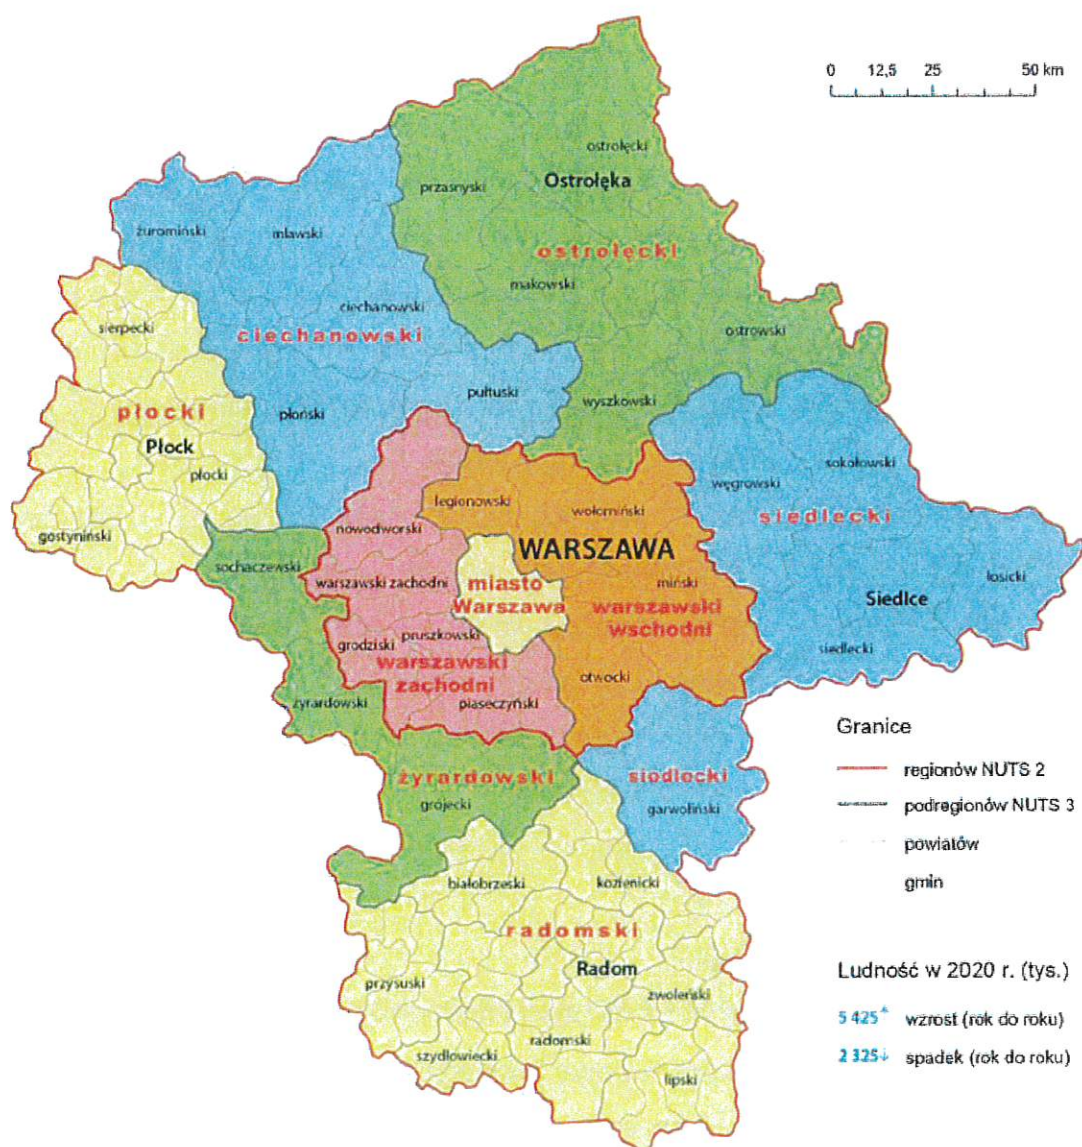 0 12,5 25 50 km
ostrołęcki
Ostrołęka
przasnyski
żuromiński
mławski
ostrołęcki
makowski
ciechanowski
sierpecki
ciechanowski
ostrowski
pułtuski
wyszkowski
płocki
płoński
Płock
sokołowski
płocki
węgrowski
legionowski
wołomiński
siedlecki
nowodworski
gostyniński
WARSZAWA
sochaczewski
warszawski zachodni
miasto
Warszawa
miński
łosicki
Siedlce
warszawski
wschodni
pruszkowski
grodziski
siedlecki
warszawski
zachodni
otwocki
żyrardowski
piaseczyński
Granice
regionów NUTS 2
podregionów NUTS 3
powiatów
gmin
żyrardowski
siodlocki
grójecki
garwoliński
białobrzeski
kozienicki
radomski
Radom
przysuski
zwoleński
radomski
szydłowiecki
lipski
Ludność w 2020 r. (tys.)
5 425↑ wzrost (rok do roku)
2 325↓ spadek (rok do roku)